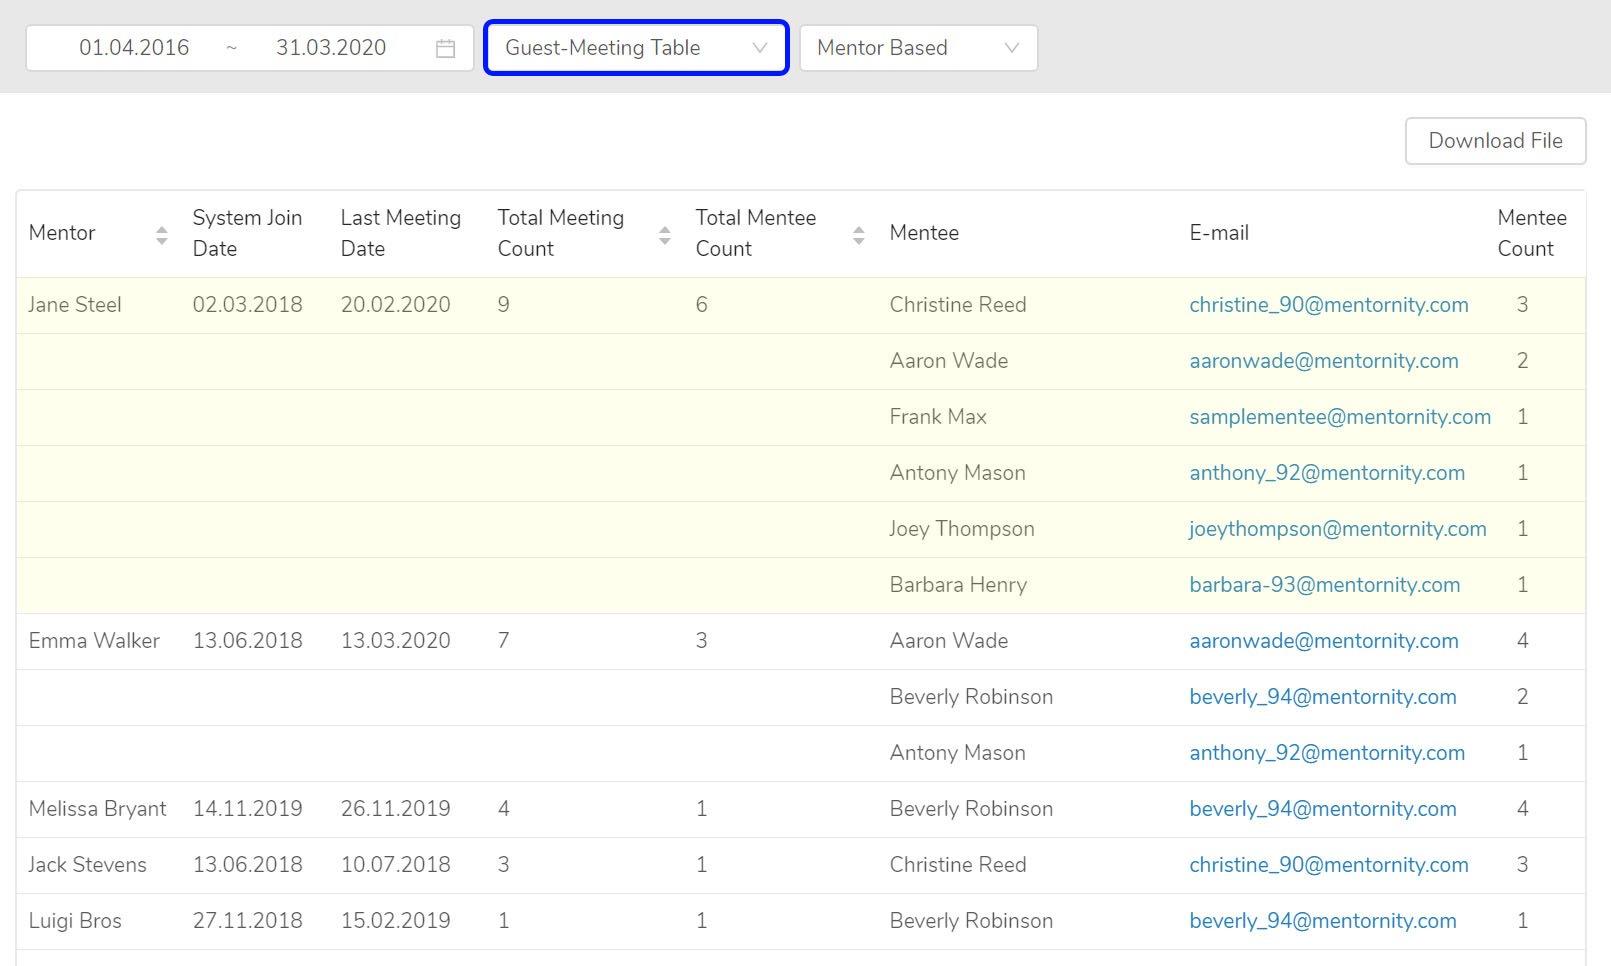 01.04.2016 ~ 31.03.2020 Guest-Meeting Table Mentor Based
Download File
Mentor System Join Date Last Meeting Date Total Meeting Count Total Mentee Count Mentee E-mail Mentee Count
Jane Steel 02.03.2018 20.02.2020 9 6 Christine Reed christine_90@mentornity.com 3
Aaron Wade aaronwade@mentornity.com 2
Frank Max samplementee@mentornity.com 1
Antony Mason anthony_92@mentornity.com 1
Joey Thompson joeythompson@mentornity.com 1
Barbara Henry barbara-93@mentornity.com 1
Emma Walker 13.06.2018 13.03.2020 7 3 Aaron Wade aaronwade@mentornity.com 4
Beverly Robinson beverly_94@mentornity.com 2
Antony Mason anthony_92@mentornity.com 1
Melissa Bryant 14.11.2019 26.11.2019 4 1 Beverly Robinson beverly_94@mentornity.com 4
Jack Stevens 13.06.2018 10.07.2018 3 1 Christine Reed christine_90@mentornity.com 3
Luigi Bros 27.11.2018 15.02.2019 1 1 Beverly Robinson beverly_94@mentornity.com 1